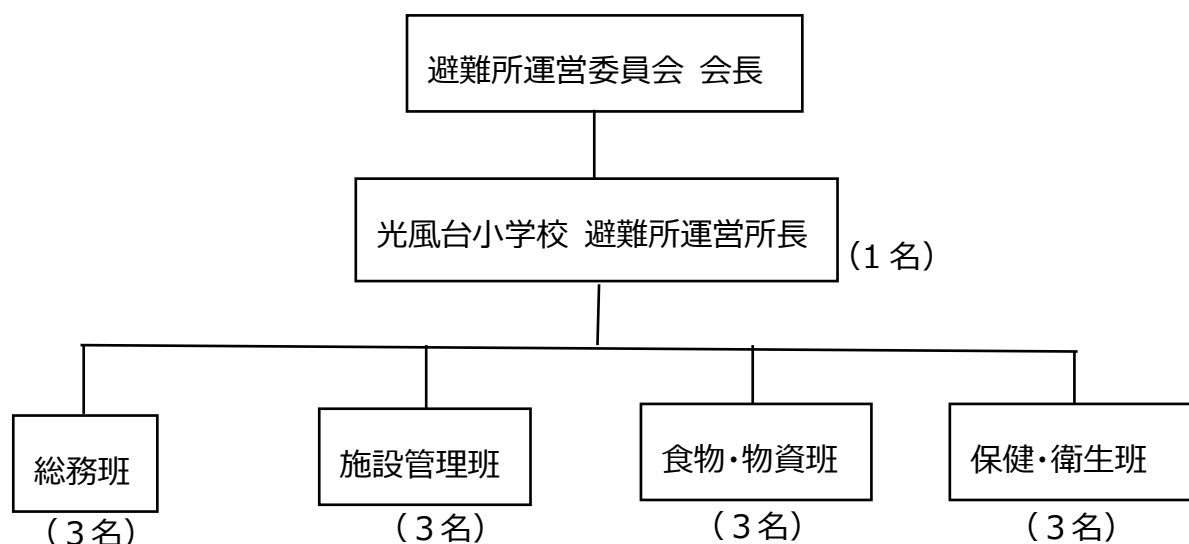 避難所運営委員会 会長
光風台小学校 避難所運営所長
（1名）
総務班
施設管理班
食物・物資班
保健・衛生班
（３名）
（３名）
（３名）
（３名）